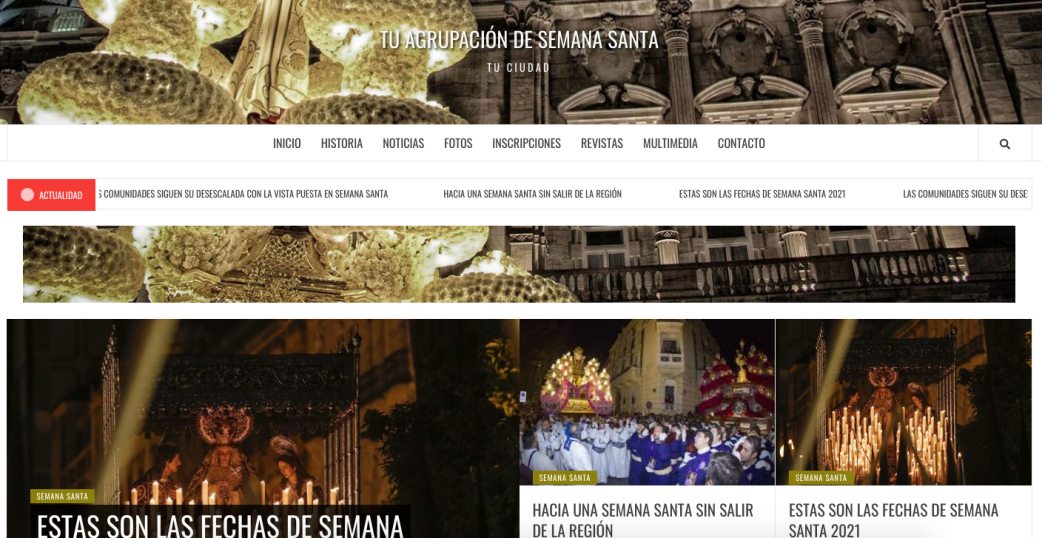 TU AGRUPACIÓN DE SEMANA SANTA
TU CIUDAD
INICIO HISTORIA NOTICIAS FOTOS INSCRIPCIONES REVISTAS MULTIMEDIA CONTACTO
ACTUALIDAD S COMUNIDADES SIGUEN SU DESESCALADA CON LA VISTA PUESTA EN SEMANA SANTA HACIA UNA SEMANA SANTA SIN SALIR DE LA REGIÓN ESTAS SON LAS FECHAS DE SEMANA SANTA 2021 LAS COMUNIDADES SIGUEN SU DESE
SEMANA SANTA
ESTAS SON LAS FECHAS DE SEMANA
SEMANA SANTA
HACIA UNA SEMANA SANTA SIN SALIR
DE LA REGIÓN
SEMANA SANTA
ESTAS SON LAS FECHAS DE SEMANA
SANTA 2021